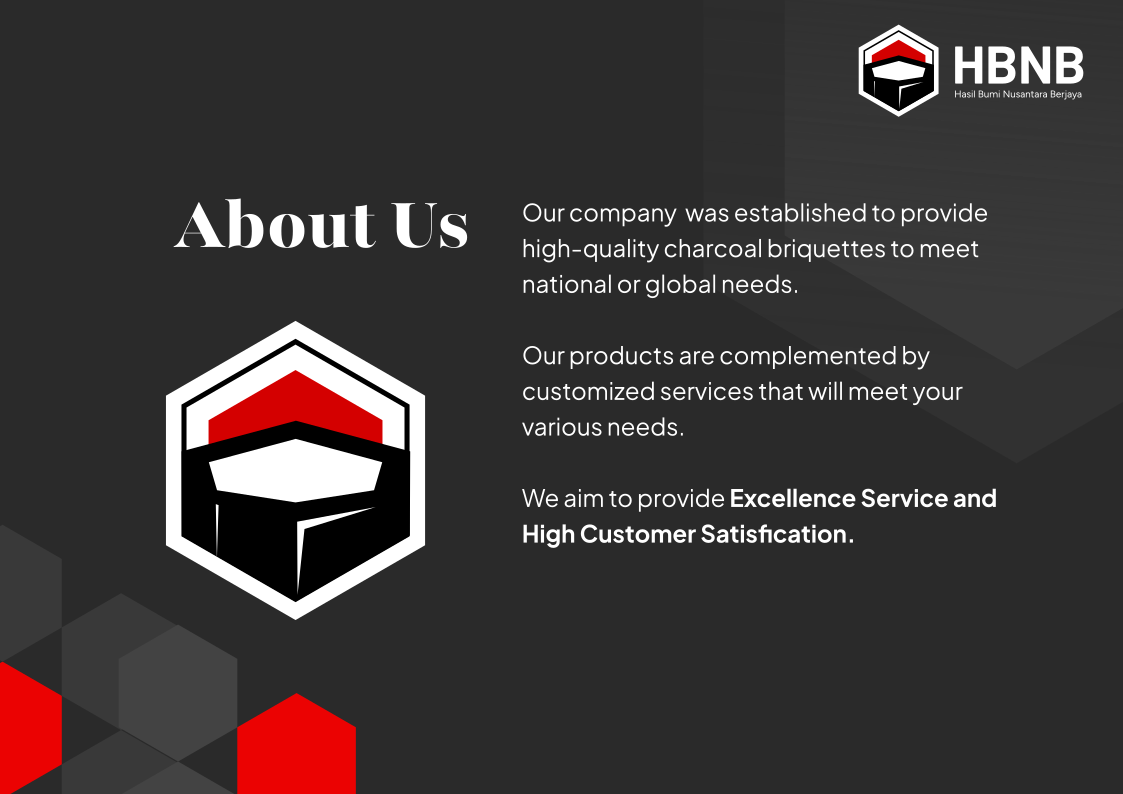 HBNB
Hasil Bumi Nusantara Berjaya
About Us
Our company was established to provide
high-quality charcoal briquettes to meet
national or global needs.
Our products are complemented by
customized services that will meet your
various needs.
We aim to provide Excellence Service and
High Customer Satisfication.